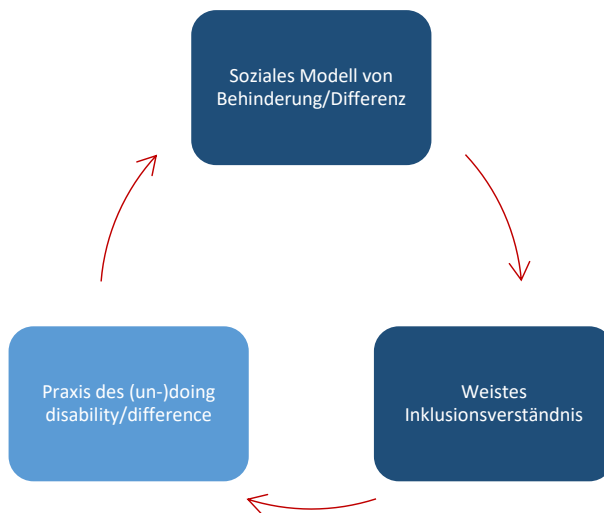 Soziales Modell von
Behinderung/Differenz
Praxis des (un-)doing
disability/difference
Weistes
Inklusionsverständnis